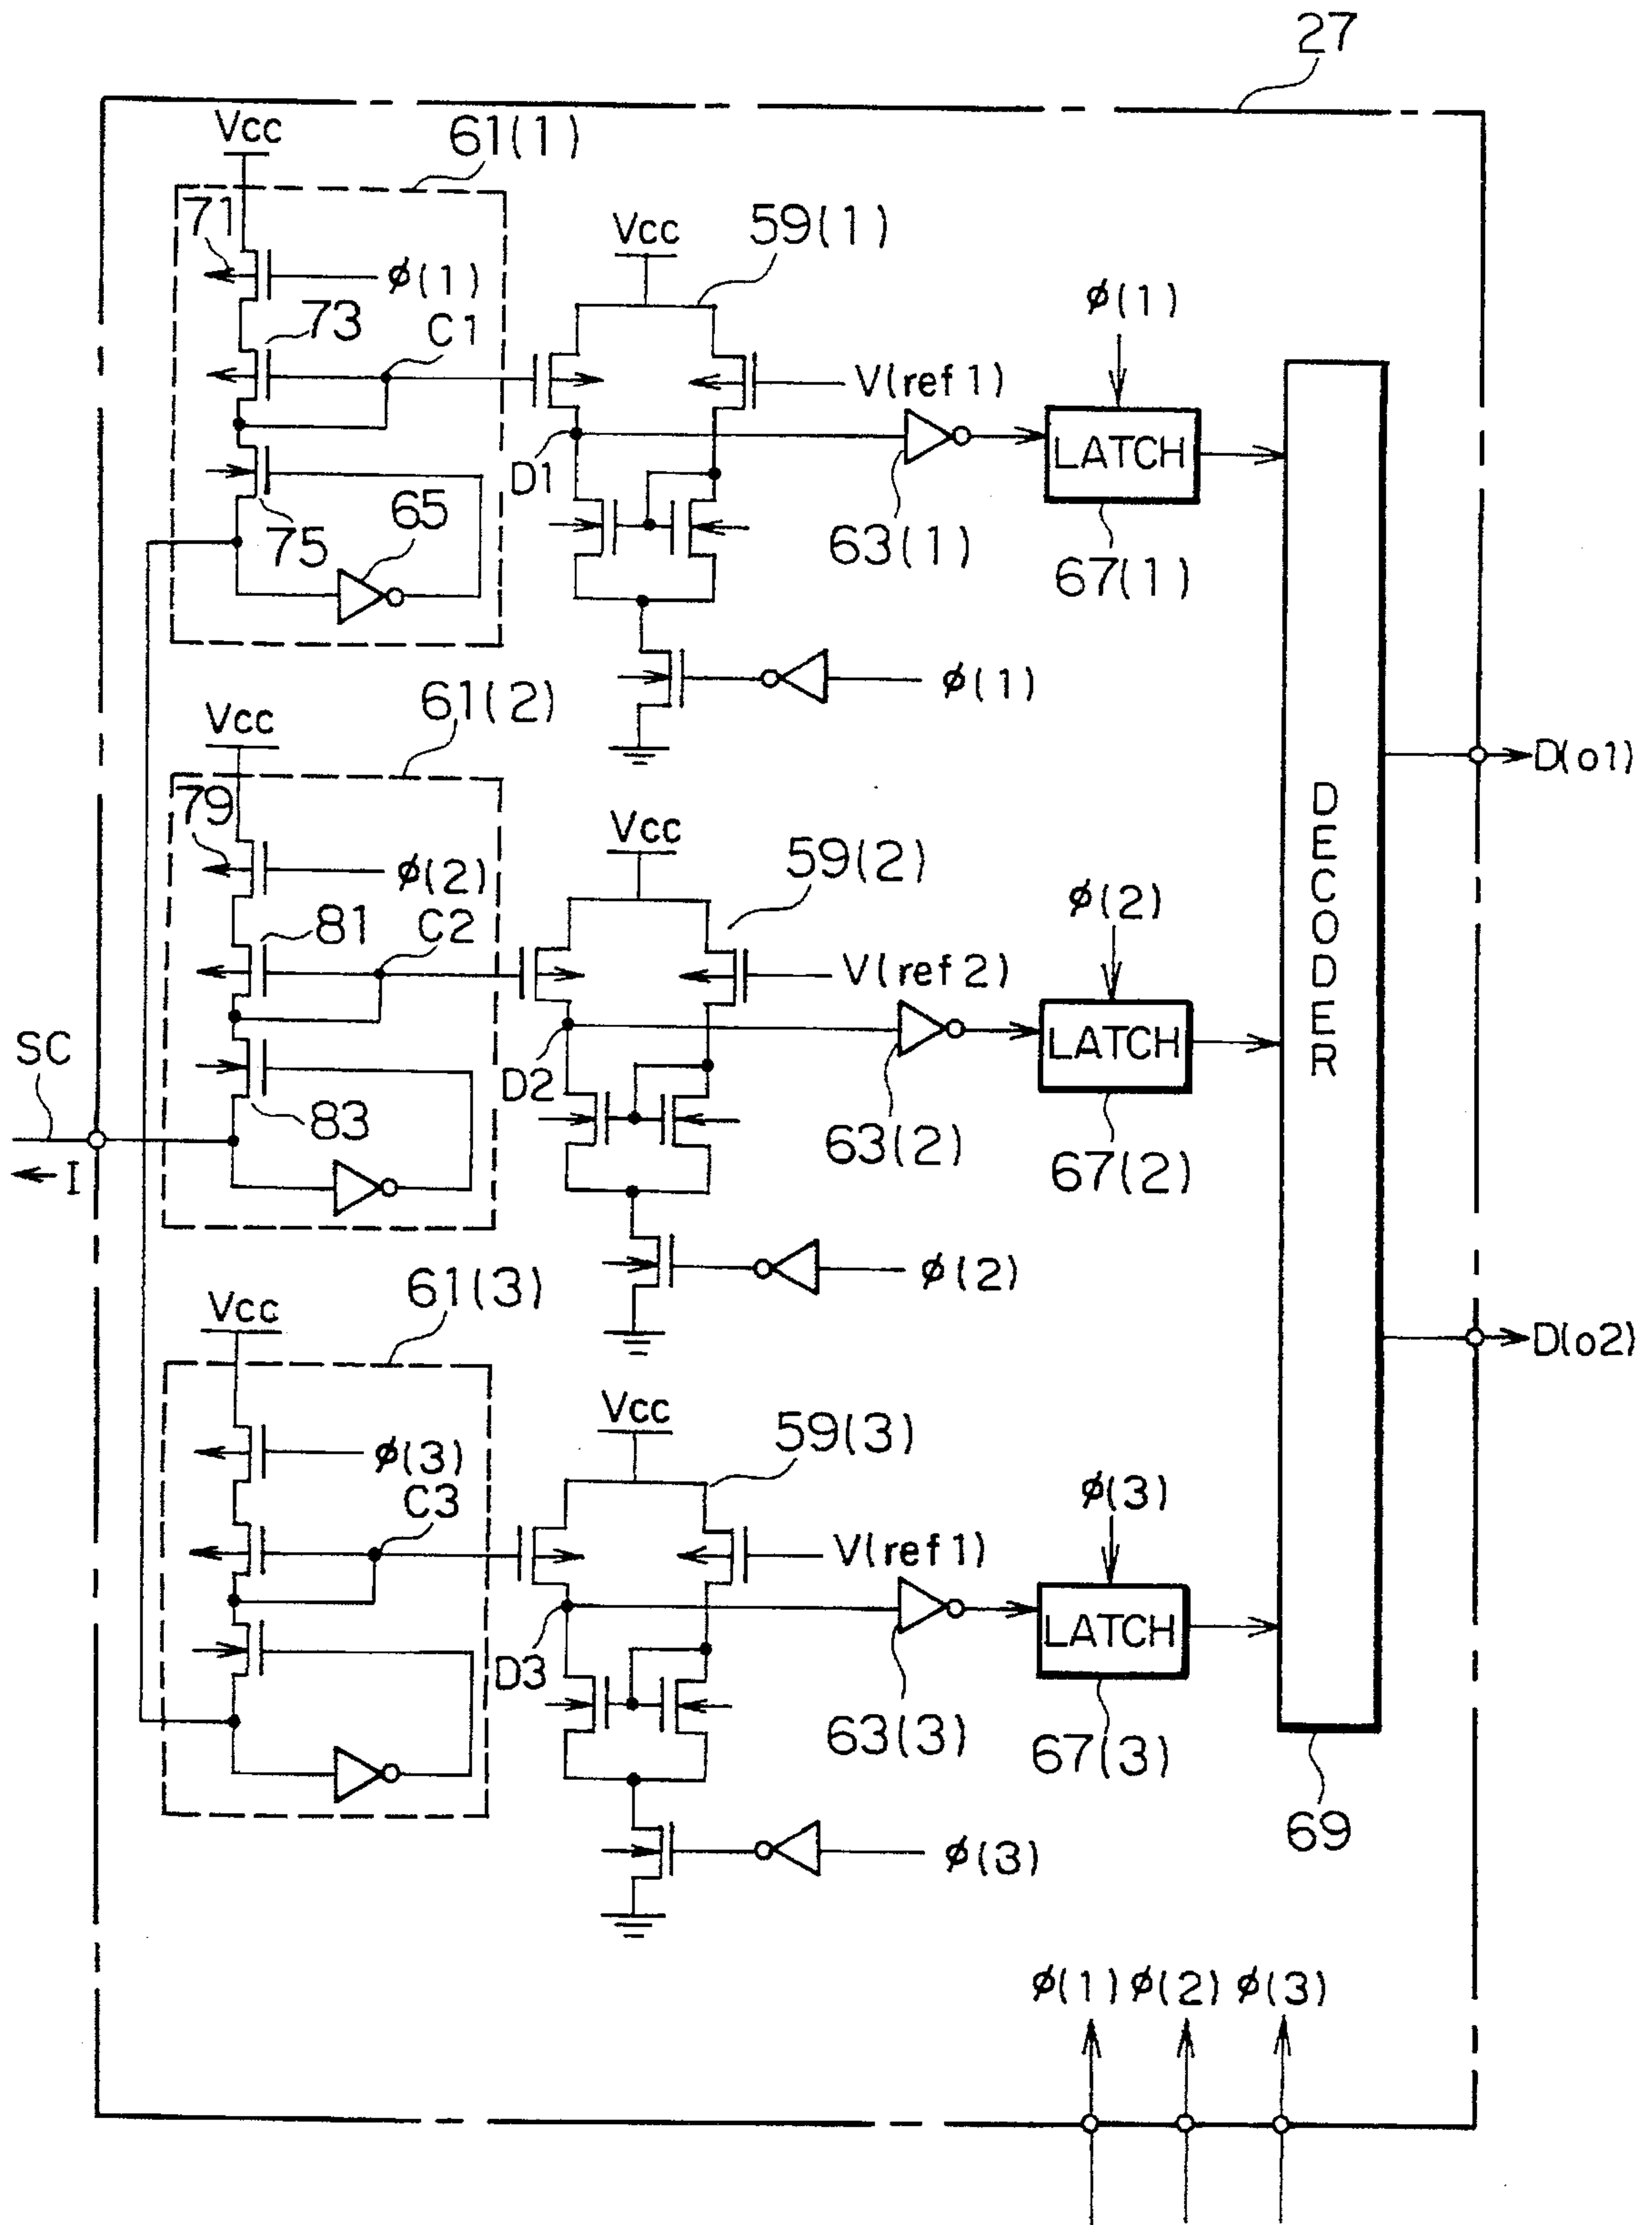 27
Vcc
61(1)
71
Vcc
59(1)
ϕ(1)
ϕ(1)
73
C1
V(ref1)
D1
LATCH
65
75
63(1)
67(1)
ϕ(1)
61(2)
Vcc
D(o1)
79
Vcc
59(2)
ϕ(2)
ϕ(2)
81
C2
V(ref2)
DECODER
SC
LATCH
D2
83
63(2)
67(2)
I
ϕ(2)
61(3)
Vcc
D(o2)
Vcc
59(3)
ϕ(3)
ϕ(3)
C3
V(ref1)
LATCH
D3
63(3)
67(3)
69
ϕ(3)
ϕ(1) ϕ(2) ϕ(3)